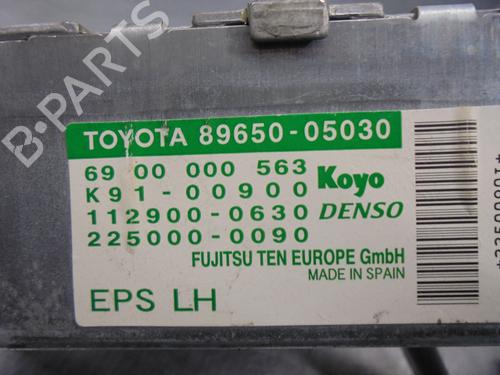 B-PARTS
TOYOTA 89650-05030
69 00 000 563
K91-00900 Koyo
112900-0630 DENSO
225000-0090
FUJITSU TEN EUROPE GmbH
MADE IN SPAIN
EPS LH